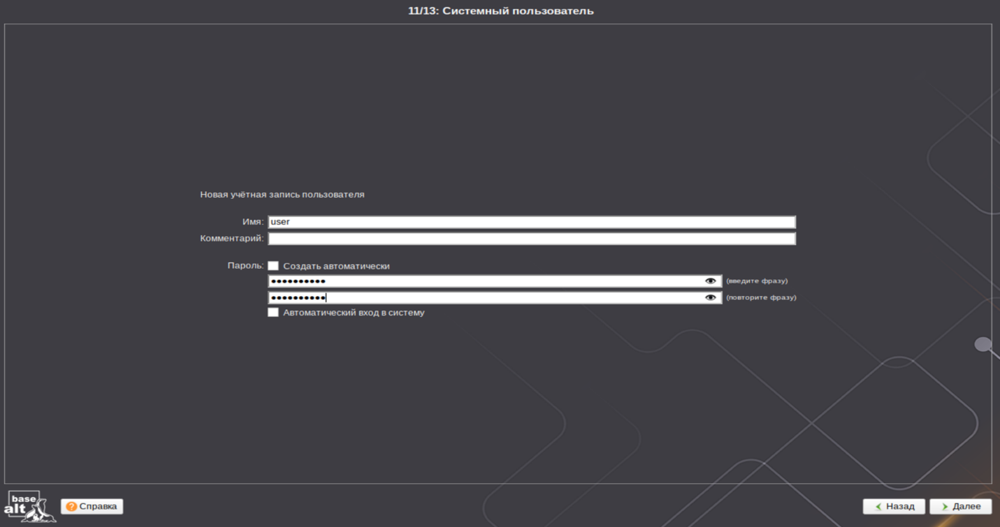 11/13: Системный пользователь
Новая учётная запись пользователя
Имя: user
Комментарий:
Пароль: Создать автоматически
•••••••••• (введите фразу)
•••••••••• (повторите фразу)
Автоматический вход в систему
base
alt
Справка
Назад
Далее